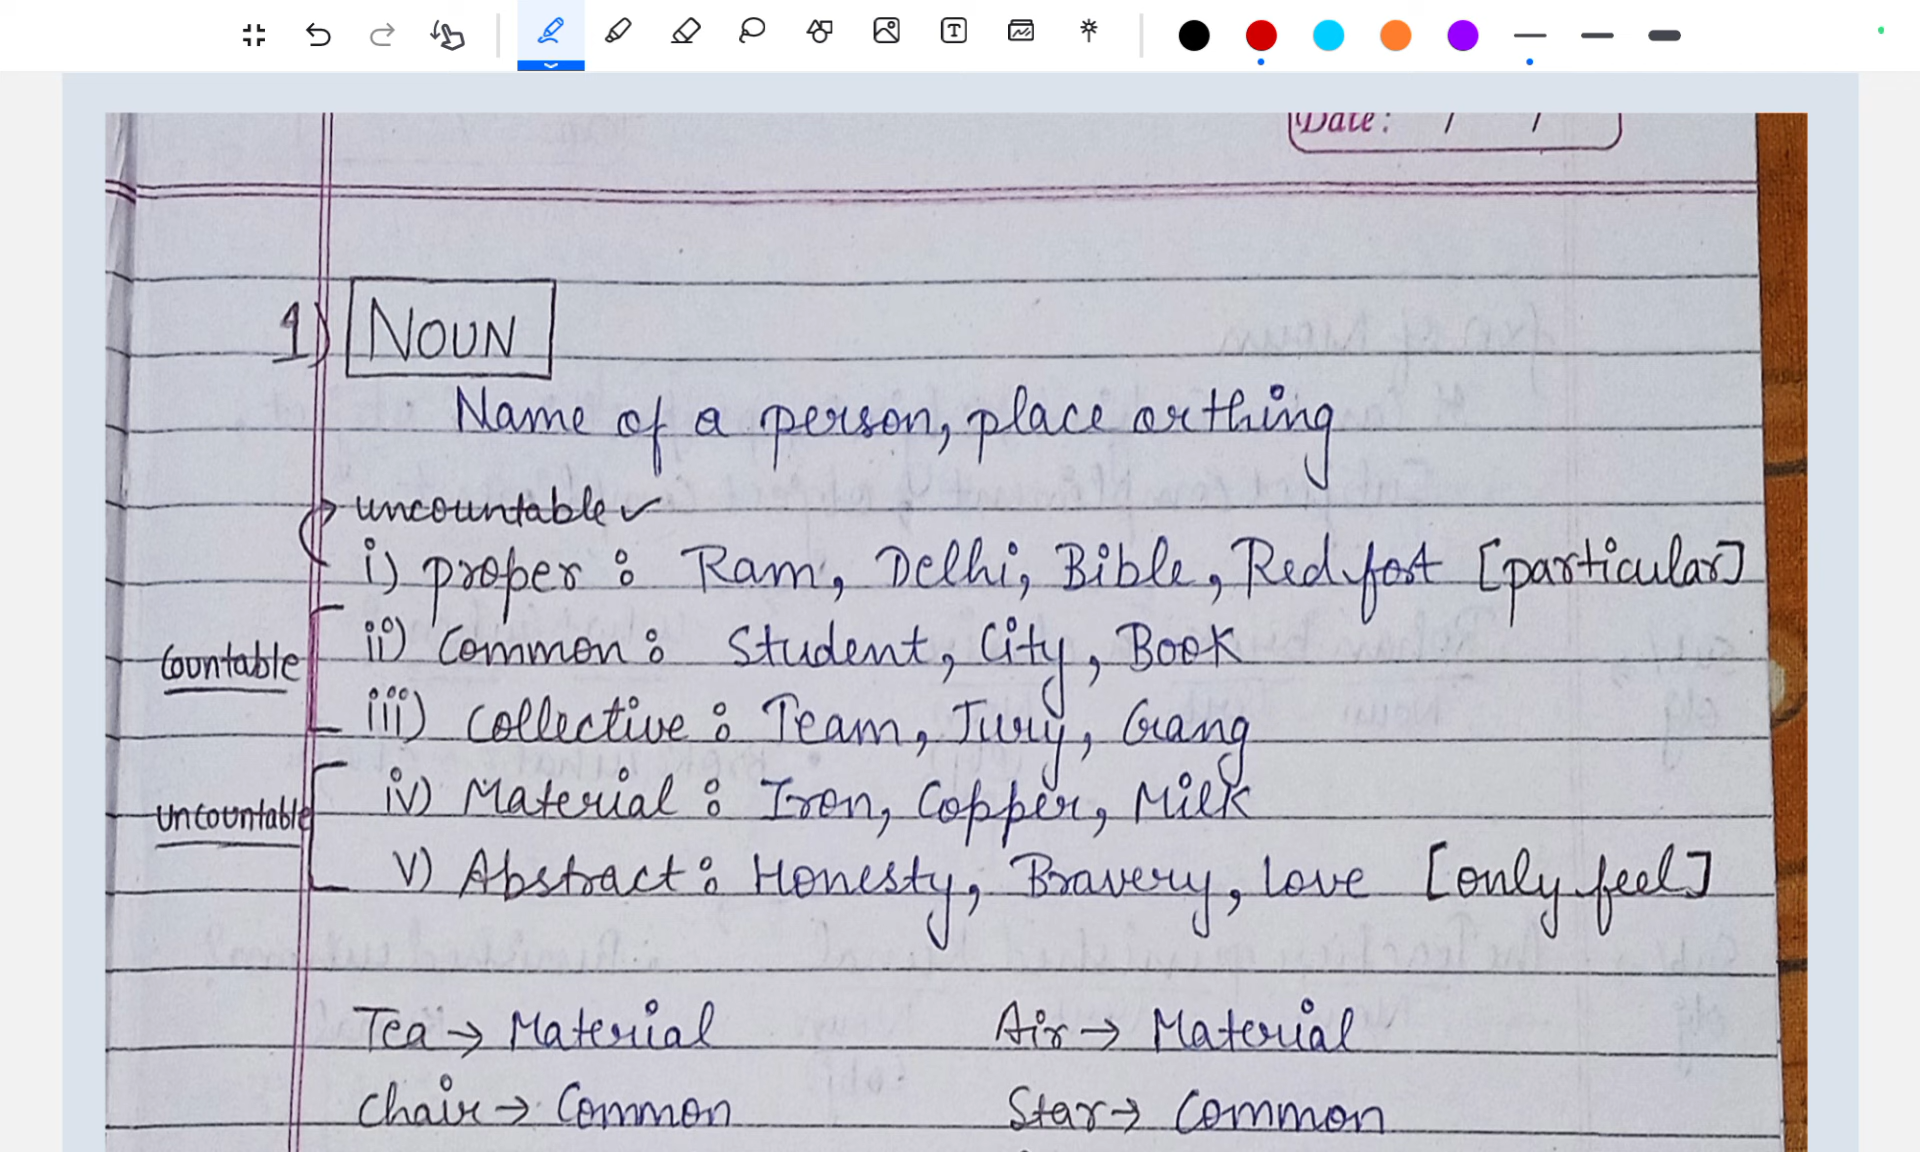 Date: / /
1) NOUN
Name of a person, place or thing
→ uncountable ✓
i) proper : Ram, Delhi, Bible, Red fort [particular]
Countable
ii) Common : Student, City, Book
iii) Collective : Team, Jury, Gang
Uncountable
iv) Material : Iron, Copper, Milk
v) Abstract : Honesty, Bravery, Love [only feel]
Tea → Material Air → Material
Chair → Common Star → Common